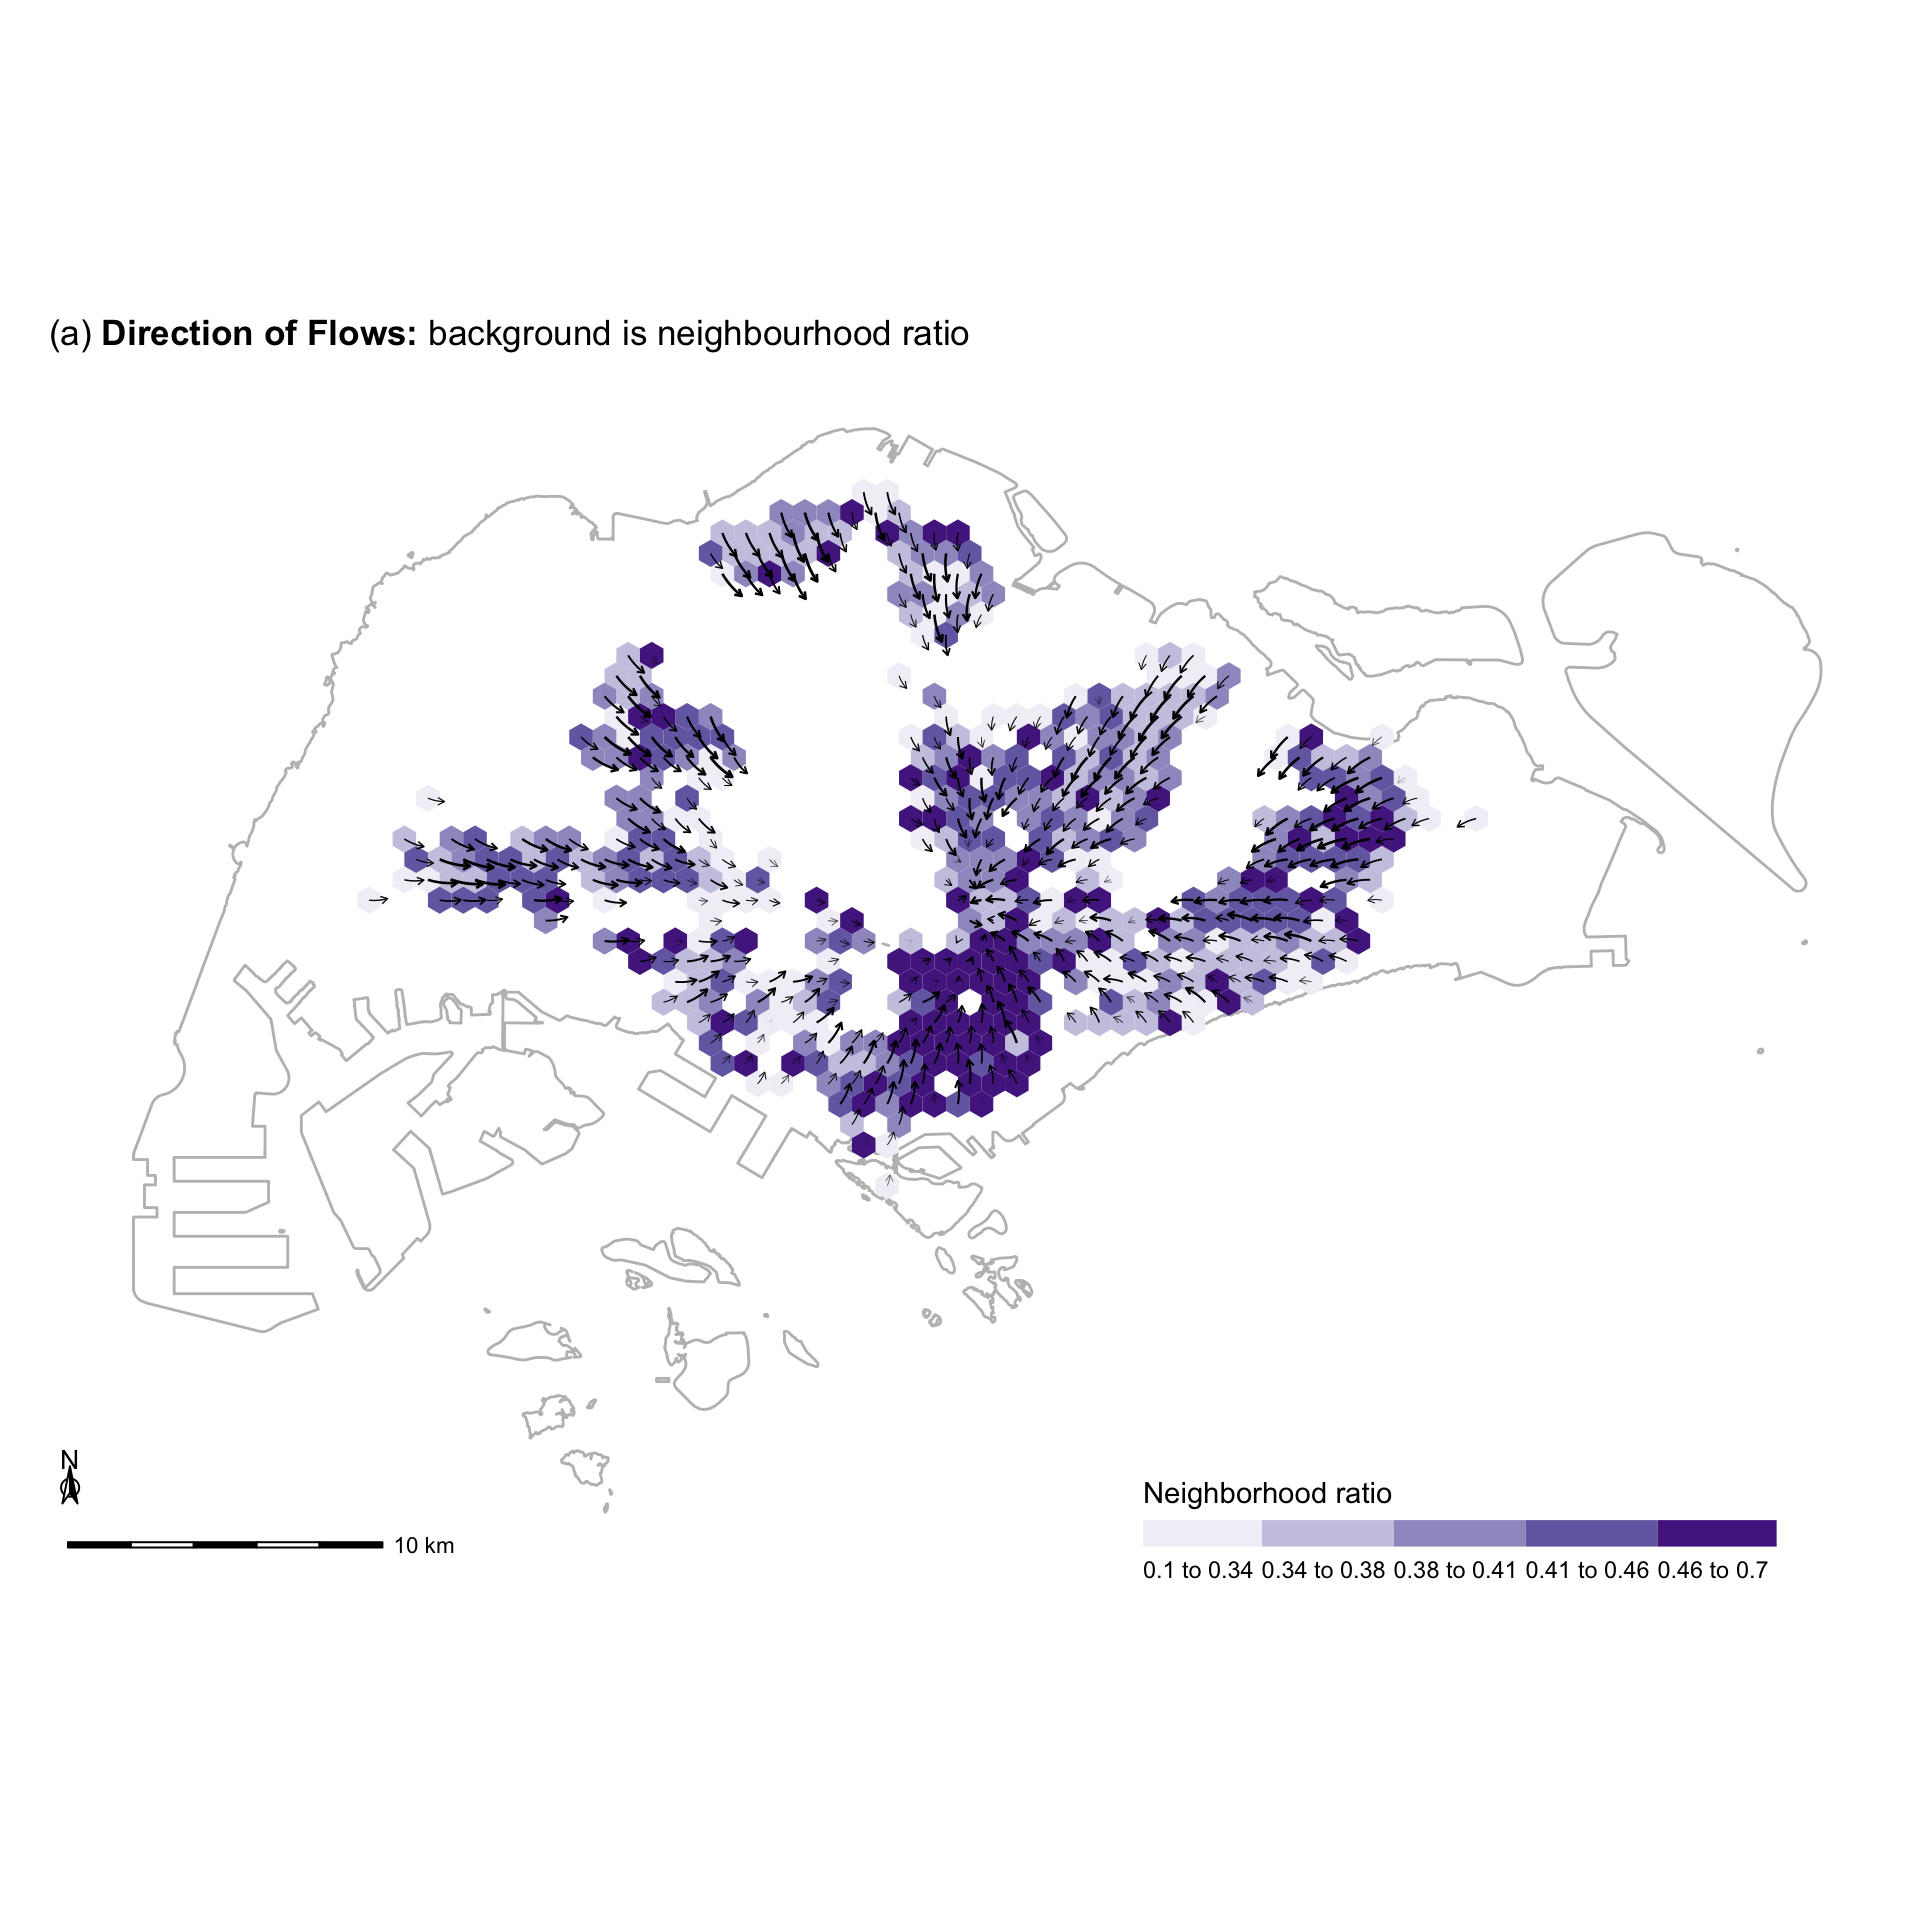 (a) Direction of Flows: background is neighbourhood ratio
N
10 km
Neighborhood ratio
0.1 to 0.34 0.34 to 0.38 0.38 to 0.41 0.41 to 0.46 0.46 to 0.7